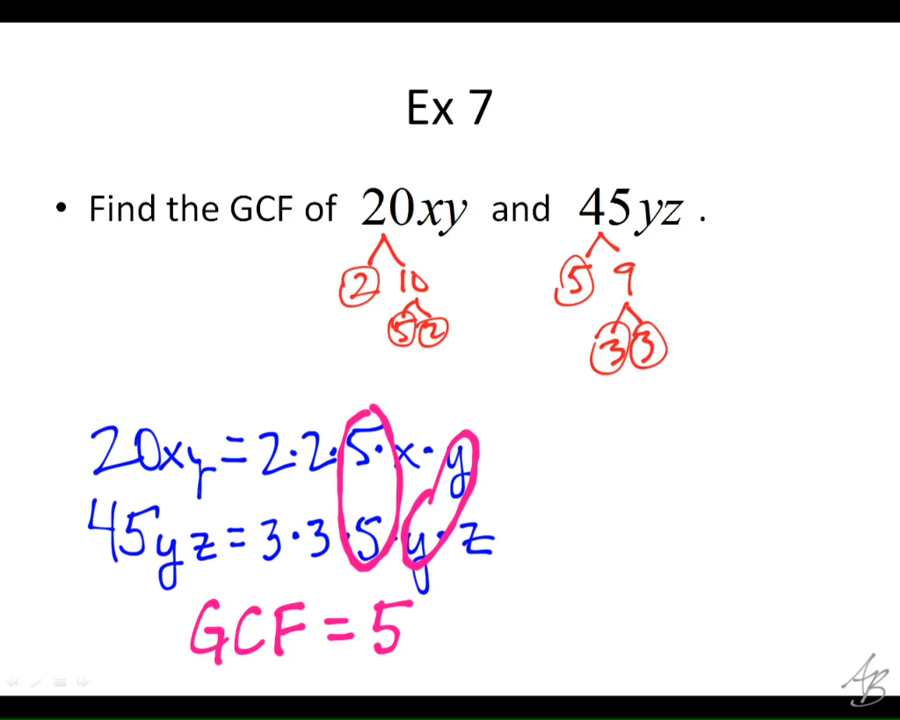 Ex 7
• Find the GCF of 20xy and 45yz .
2 10 5 9
5 2 3 3
20xy = 2·2·5·x·y
45yz = 3·3·5·y·z
GCF = 5
AB